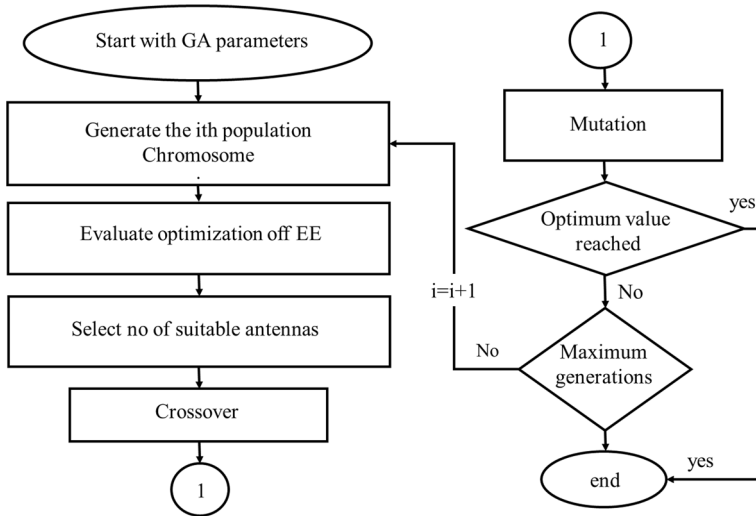 Start with GA parameters
Generate the ith population
Chromosome
.
Evaluate optimization off EE
Select no of suitable antennas
Crossover
1
1
Mutation
Optimum value
reached
yes
No
i=i+1
Maximum
generations
No
end
yes